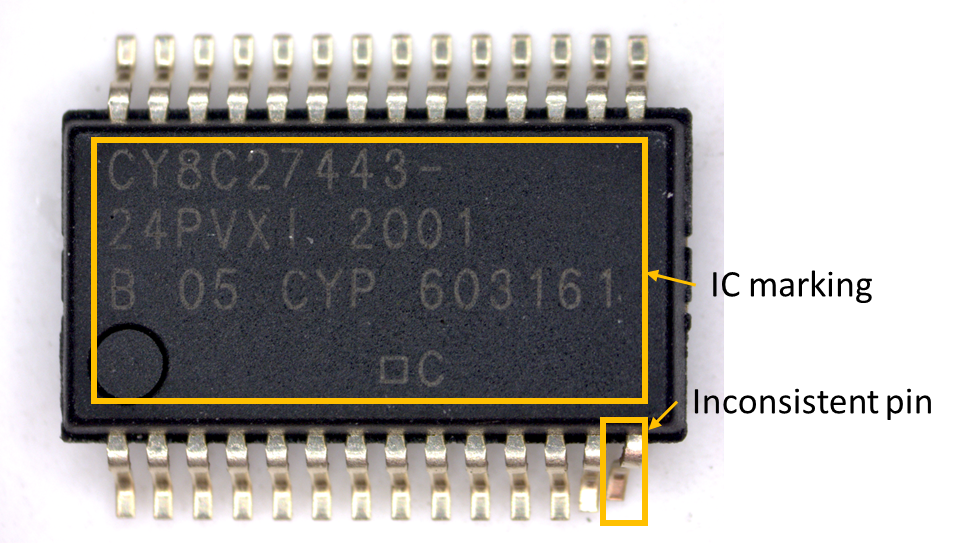 CY8C27443-
24PVXI 2001
B 05 CYP 603161
C
IC marking
Inconsistent pin